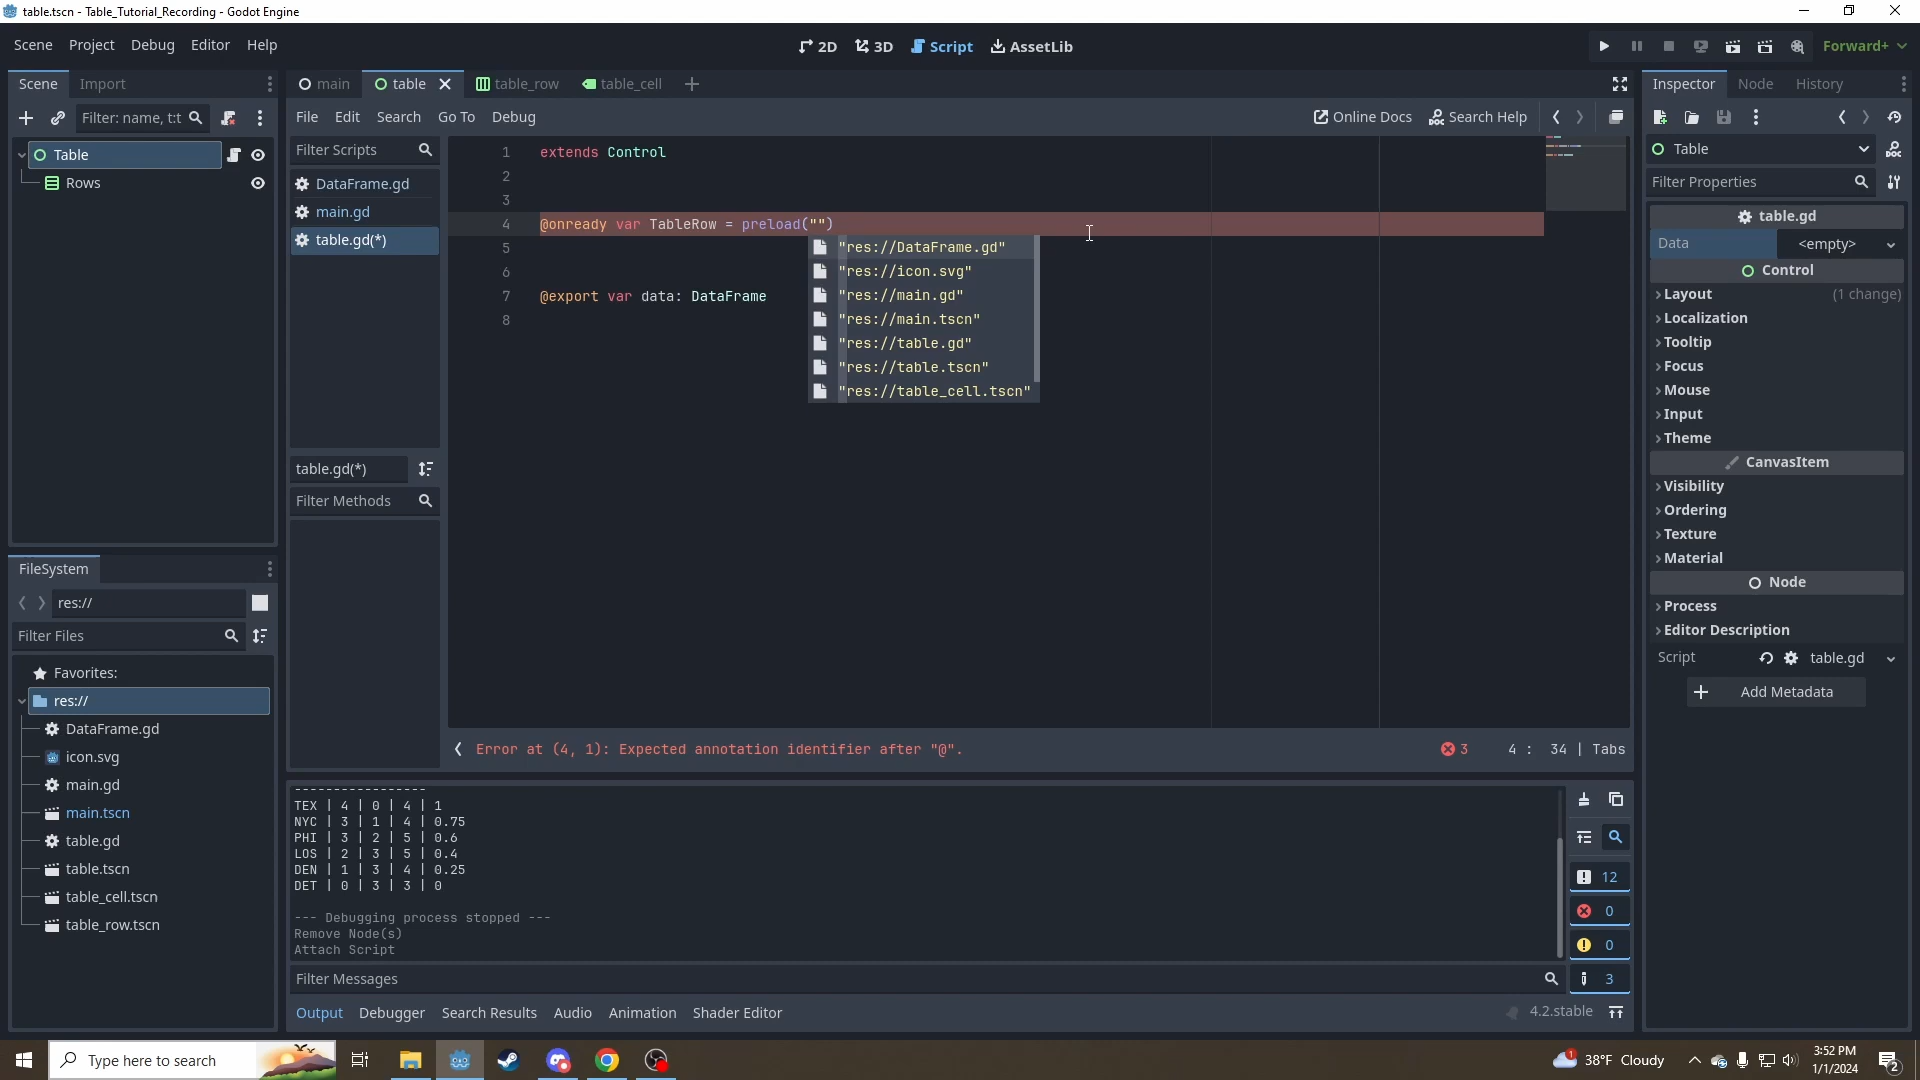 table.tscn - Table_Tutorial_Recording - Godot Engine
Scene Project Debug Editor Help
2D 3D Script AssetLib
Forward+
Scene Import
main table table_row table_cell
Inspector Node History
Filter: name, t:t
File Edit Search Go To Debug
Online Docs Search Help
Table
Rows
Filter Scripts
DataFrame.gd
main.gd
table.gd(*)
table.gd(*)
Filter Methods
1 extends Control
2
3
4 @onready var TableRow = preload("")
5
6
7 @export var data: DataFrame
8
"res://DataFrame.gd"
"res://icon.svg"
"res://main.gd"
"res://main.tscn"
"res://table.gd"
"res://table.tscn"
"res://table_cell.tscn"
Error at (4, 1): Expected annotation identifier after "@".
3 4 : 34 | Tabs
Table
Filter Properties
table.gd
Data <empty>
Control
Layout (1 change)
Localization
Tooltip
Focus
Mouse
Input
Theme
CanvasItem
Visibility
Ordering
Texture
Material
Node
Process
Editor Description
Script table.gd
Add Metadata
FileSystem
res://
Filter Files
Favorites:
res://
DataFrame.gd
icon.svg
main.gd
main.tscn
table.gd
table.tscn
table_cell.tscn
table_row.tscn
-----------------
TEX | 4 | 0 | 4 | 1
NYC | 3 | 1 | 4 | 0.75
PHI | 3 | 2 | 5 | 0.6
LOS | 2 | 3 | 5 | 0.4
DEN | 1 | 3 | 4 | 0.25
DET | 0 | 3 | 3 | 0
--- Debugging process stopped ---
Remove Node(s)
Attach Script
12
0
0
3
Filter Messages
Output Debugger Search Results Audio Animation Shader Editor
4.2.stable
Type here to search
1
38°F Cloudy
3:52 PM
1/1/2024
2